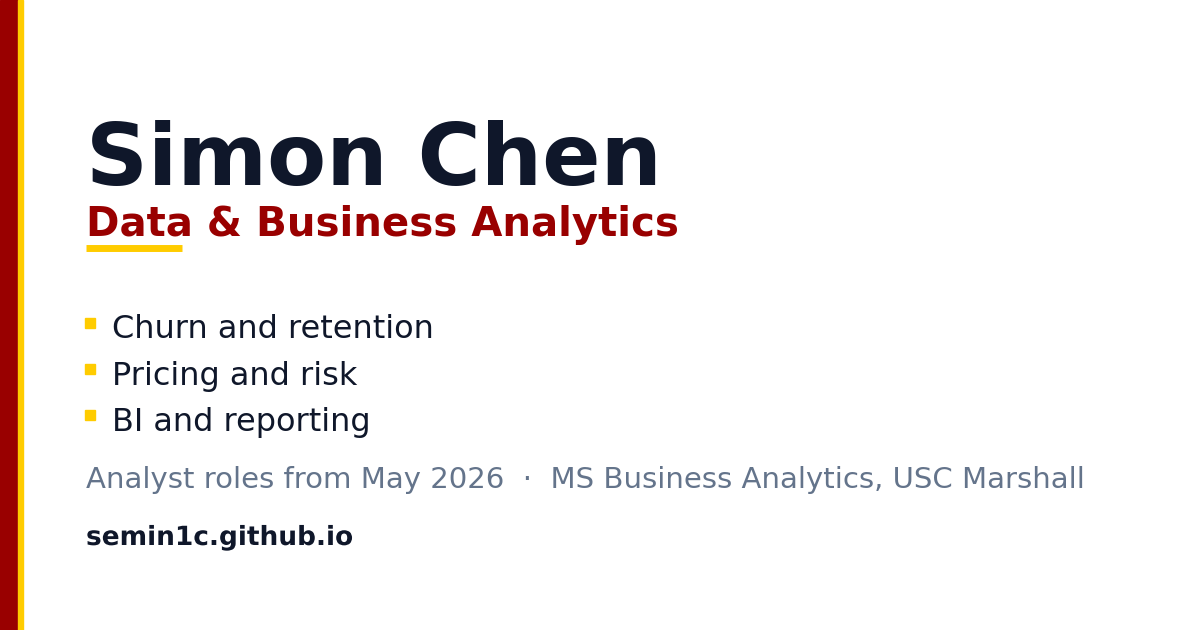 Simon Chen
Data & Business Analytics
Churn and retention
Pricing and risk
BI and reporting
Analyst roles from May 2026 · MS Business Analytics, USC Marshall
semin1c.github.io